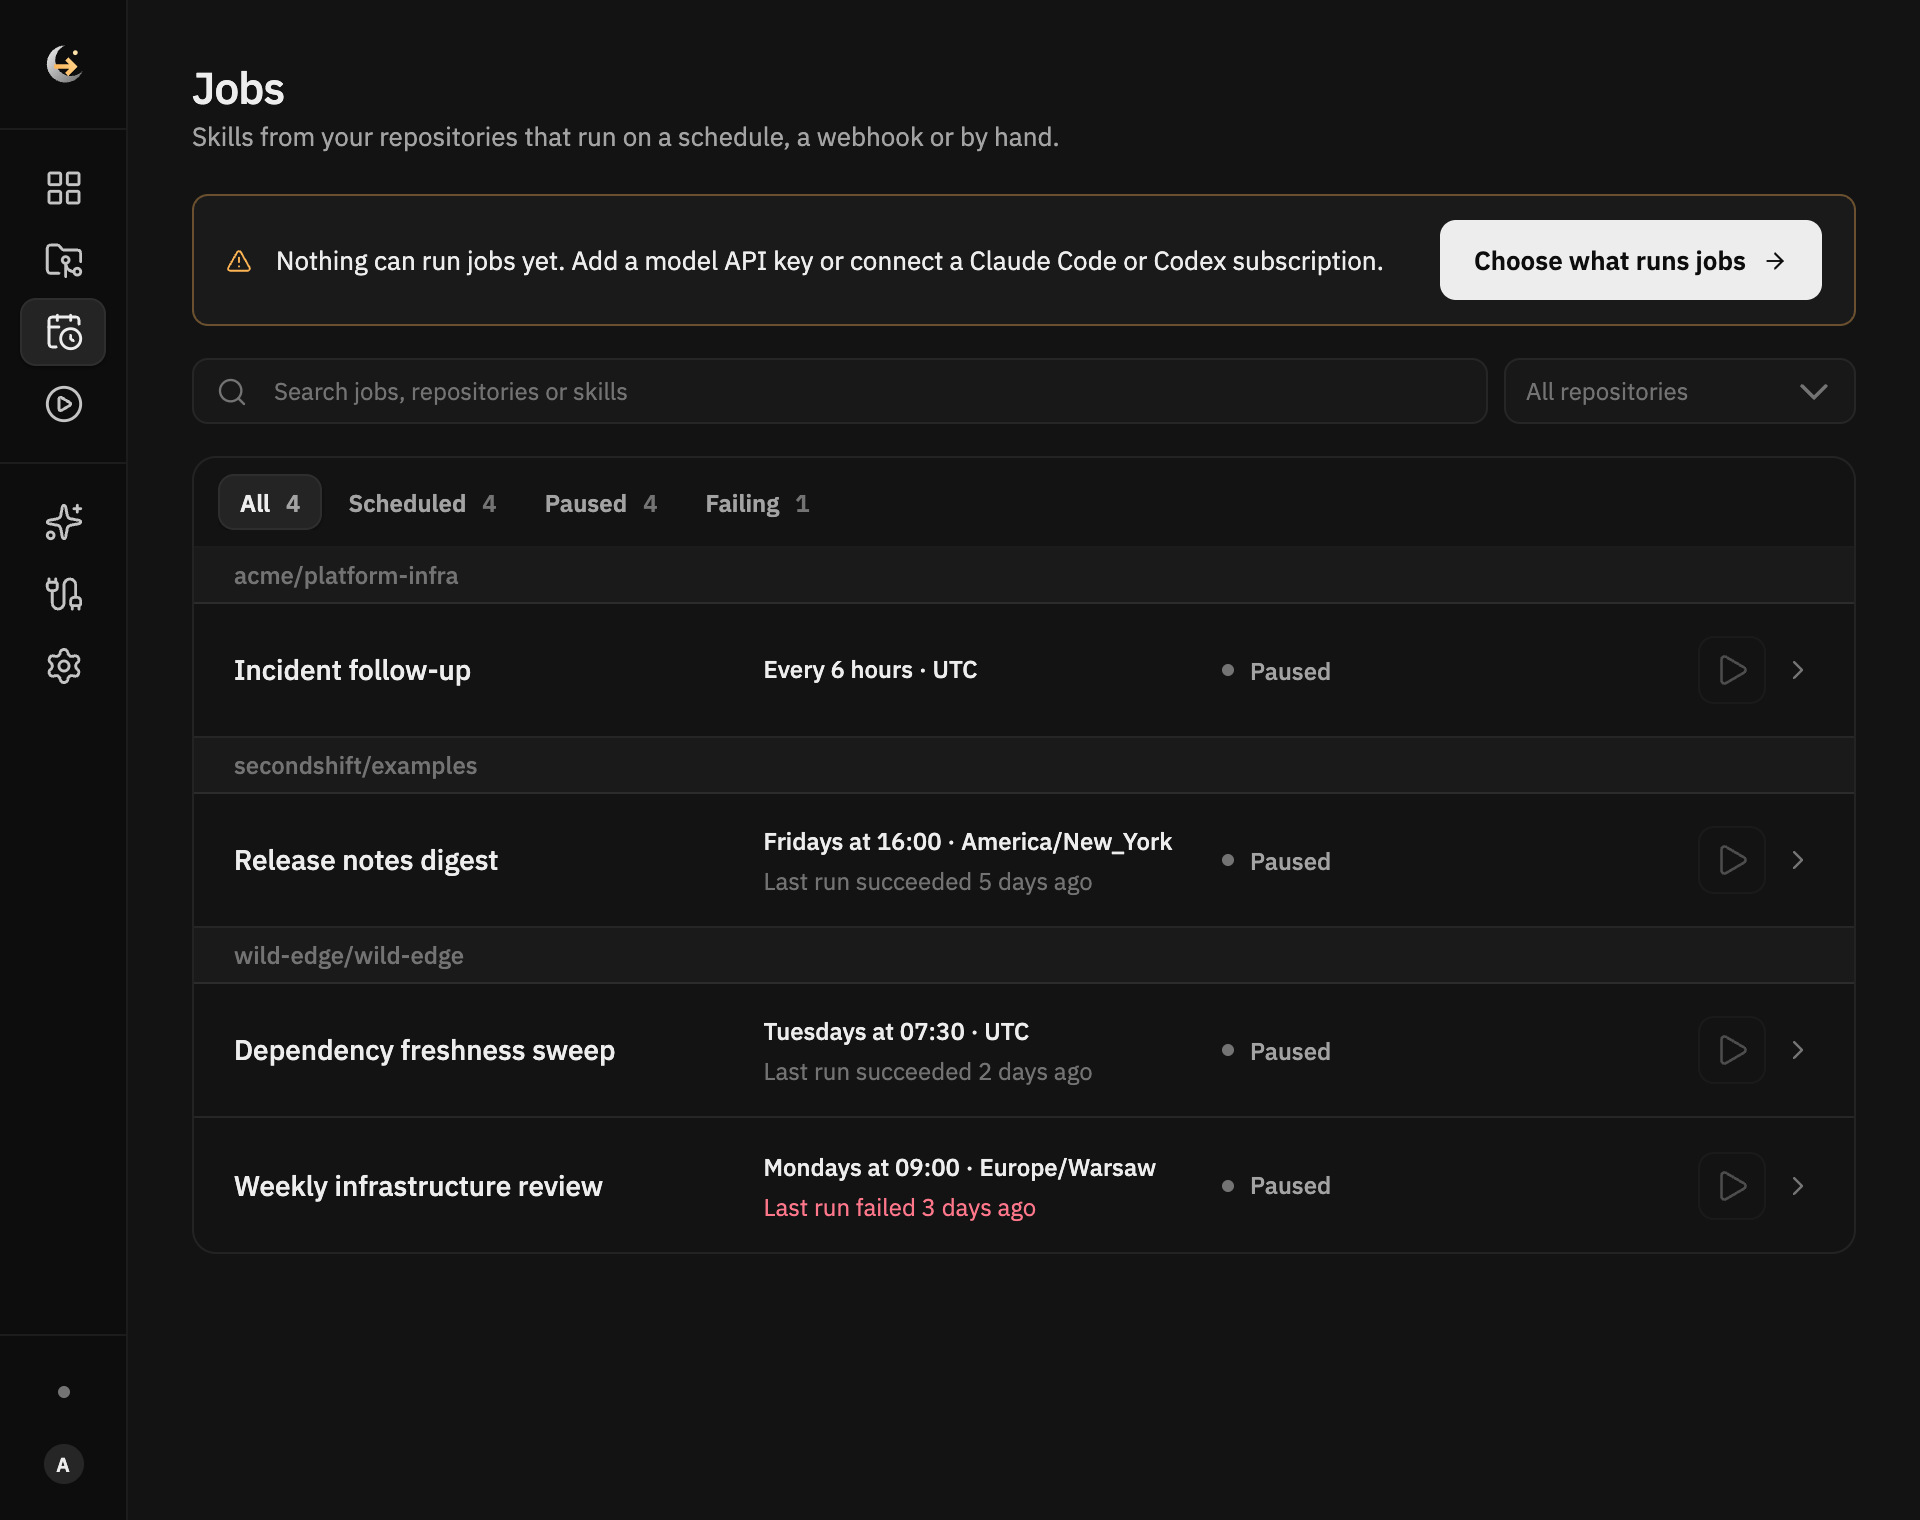 Jobs
Skills from your repositories that run on a schedule, a webhook or by hand.
Nothing can run jobs yet. Add a model API key or connect a Claude Code or Codex subscription.
Choose what runs jobs
Search jobs, repositories or skills
All repositories
All 4
Scheduled 4
Paused 4
Failing 1
acme/platform-infra
Incident follow-up
Every 6 hours · UTC
Paused
secondshift/examples
Release notes digest
Fridays at 16:00 · America/New_York
Last run succeeded 5 days ago
Paused
wild-edge/wild-edge
Dependency freshness sweep
Tuesdays at 07:30 · UTC
Last run succeeded 2 days ago
Paused
Weekly infrastructure review
Mondays at 09:00 · Europe/Warsaw
Last run failed 3 days ago
Paused
A